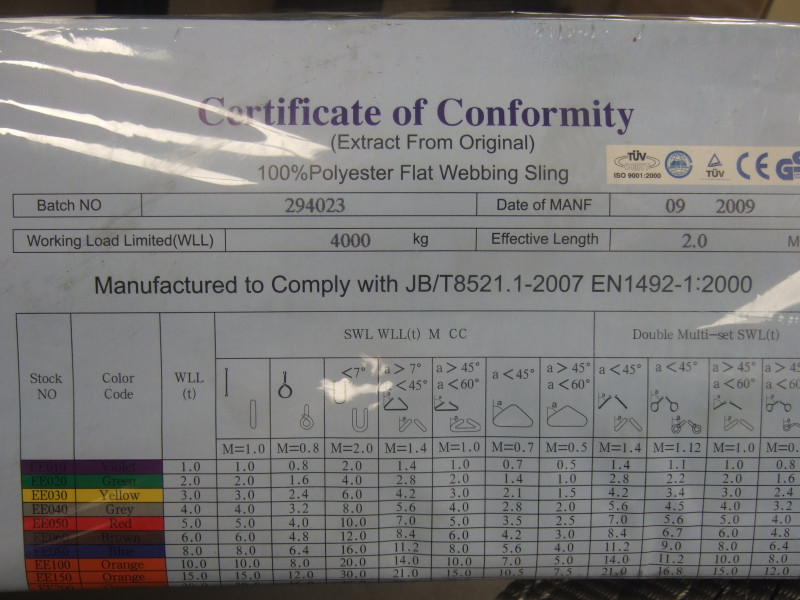 Certificate of Conformity
(Extract From Original)
100%Polyester Flat Webbing Sling
TÜV
ISO 9001:2000
TÜV
CE GS
Batch NO 294023 Date of MANF 09 2009
Working Load Limited(WLL) 4000 kg Effective Length 2.0 M
Manufactured to Comply with JB/T8521.1-2007 EN1492-1:2000
Stock NO Color Code WLL (t) SWL WLL(t) M CC Double Multi-set SWL(t)
<7° a>7° <45° a>45° a<60° a<45° a>45° a<60° a<45° a<45° a>45° a<60° a>45° a<60
M=1.0 M=0.8 M=2.0 M=1.4 M=1.0 M=0.7 M=0.5 M=1.4 M=1.12 M=1.0 M=0.
EE010 Violet 1.0 1.0 0.8 2.0 1.4 1.0 0.7 0.5 1.4 1.1 1.0 0.8
EE020 Green 2.0 2.0 1.6 4.0 2.8 2.0 1.4 1.0 2.8 2.2 2.0 1.6
EE030 Yellow 3.0 3.0 2.4 6.0 4.2 3.0 2.1 1.5 4.2 3.4 3.0 2.4
EE040 Grey 4.0 4.0 3.2 8.0 5.6 4.0 2.8 2.0 5.6 4.5 4.0 3.2
EE050 Red 5.0 5.0 4.0 10.0 7.0 5.0 3.5 2.5 7.0 5.6 5.0 4.0
EE060 Brown 6.0 6.0 4.8 12.0 8.4 6.0 4.2 3.0 8.4 6.7 6.0 4.8
EE080 Blue 8.0 8.0 6.4 16.0 11.2 8.0 5.6 4.0 11.2 9.0 8.0 6.4
EE100 Orange 10.0 10.0 8.0 20.0 14.0 10.0 7.0 5.0 14.0 11.2 10.0 8.0
EE150 Orange 15.0 15.0 12.0 30.0 21.0 15.0 10.5 7.5 21.0 16.8 15.0 12.0